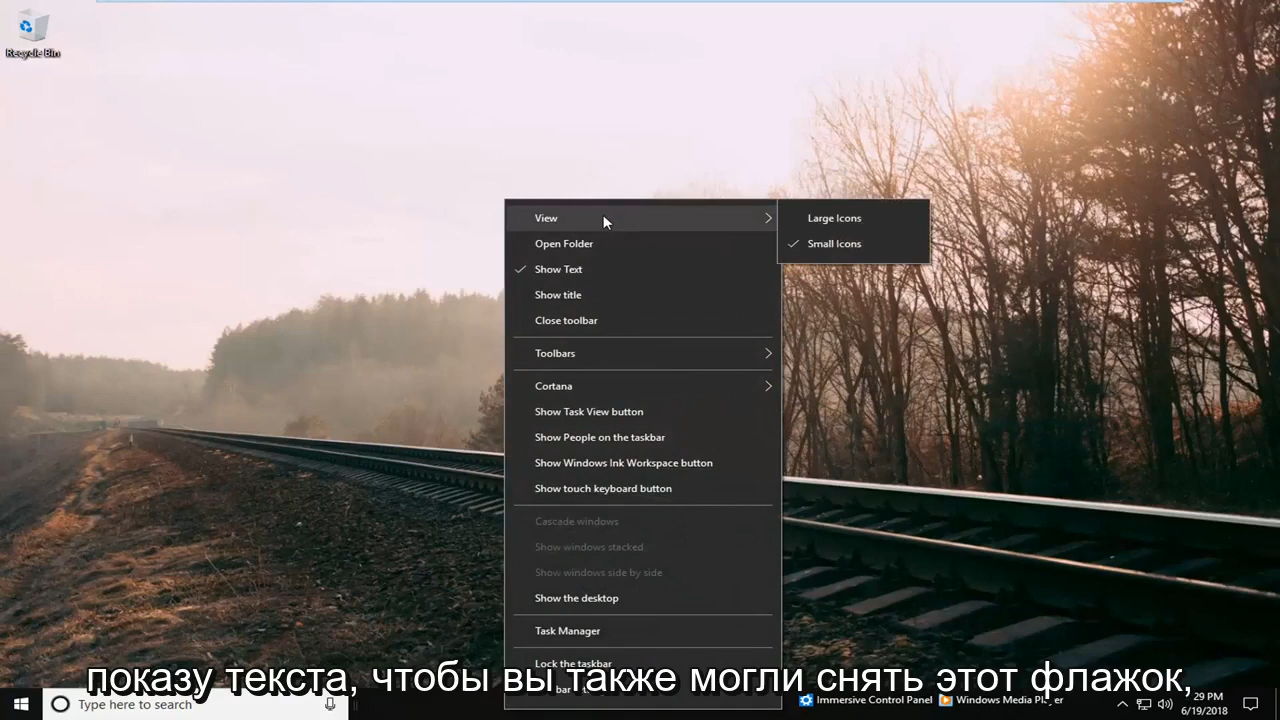 Recycle Bin
View
Large Icons
Open Folder
Small Icons
Show Text
Show title
Close toolbar
Toolbars
Cortana
Show Task View button
Show People on the taskbar
Show Windows Ink Workspace button
Show touch keyboard button
Cascade windows
Show windows stacked
Show windows side by side
Show the desktop
Task Manager
Lock the taskbar
показу текста, чтобы вы также могли снять этот флажок,
Type here to search
Immersive Control Panel
Windows Media Player
29 PM
6/19/2018